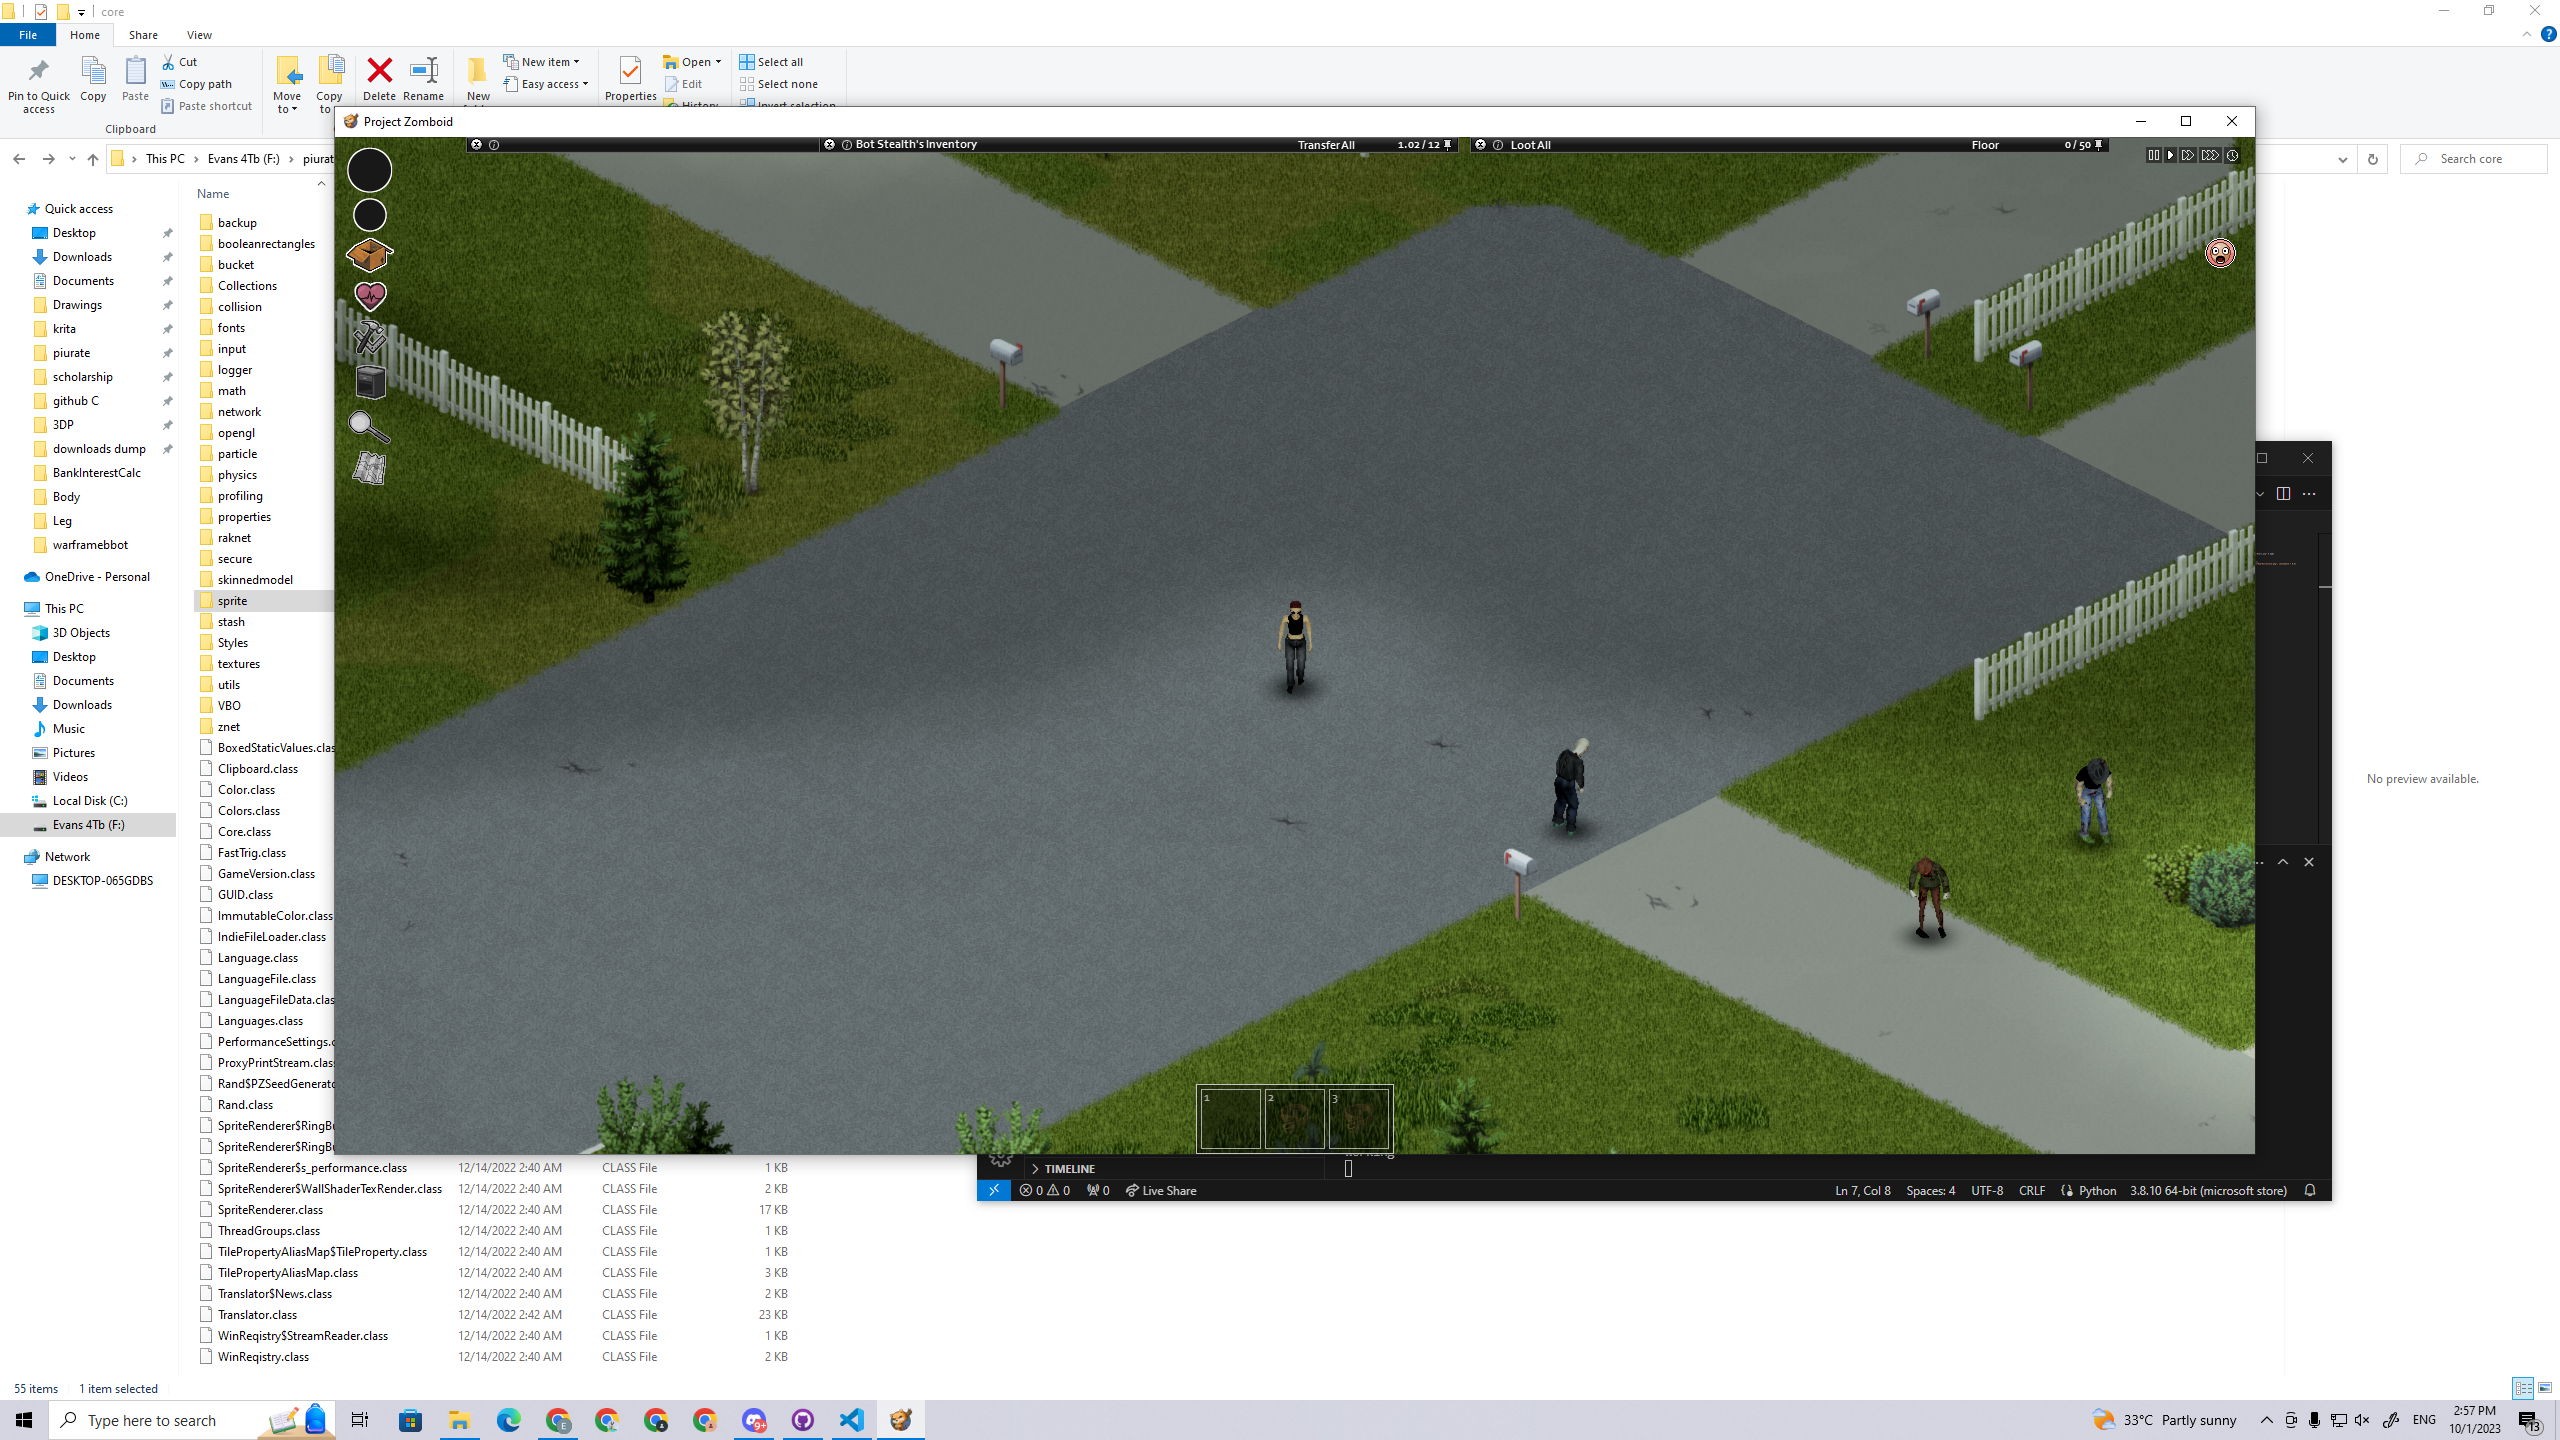 core
File
Home
Share
View
Pin to Quick access
Copy
Paste
Cut
Copy path
Paste shortcut
Clipboard
Move to
Copy to
Delete
Rename
New
New item
Easy access
Properties
Open
Edit
History
Select all
Select none
Invert selection
This PC
Evans 4Tb (F:)
Search core
Name
Quick access
Desktop
Downloads
Documents
Drawings
krita
piurate
scholarship
github C
3DP
downloads dump
BankInterestCalc
Body
Leg
warframebbot
OneDrive - Personal
This PC
3D Objects
Desktop
Documents
Downloads
Music
Pictures
Videos
Local Disk (C:)
Evans 4Tb (F:)
Network
DESKTOP-065GDBS
backup
booleanrectangles
bucket
Collections
collision
fonts
input
logger
math
network
opengl
particle
physics
profiling
properties
raknet
secure
skinnedmodel
sprite
stash
Styles
textures
utils
VBO
znet
BoxedStaticValues.clas
Clipboard.class
Color.class
Colors.class
Core.class
FastTrig.class
GameVersion.class
GUID.class
ImmutableColor.class
IndieFileLoader.class
Language.class
LanguageFile.class
LanguageFileData.clas
Languages.class
PerformanceSettings.c
ProxyPrintStream.class
Rand$PZSeedGenerato
Rand.class
SpriteRenderer$RingBu
SpriteRenderer$RingBu
SpriteRenderer$s_performance.class 12/14/2022 2:40 AM CLASS File 1 KB
SpriteRenderer$WallShaderTexRender.class 12/14/2022 2:40 AM CLASS File 2 KB
SpriteRenderer.class 12/14/2022 2:40 AM CLASS File 17 KB
ThreadGroups.class 12/14/2022 2:40 AM CLASS File 1 KB
TilePropertyAliasMap$TileProperty.class 12/14/2022 2:40 AM CLASS File 1 KB
TilePropertyAliasMap.class 12/14/2022 2:40 AM CLASS File 3 KB
Translator$News.class 12/14/2022 2:40 AM CLASS File 2 KB
Translator.class 12/14/2022 2:42 AM CLASS File 23 KB
WinReqistry$StreamReader.class 12/14/2022 2:40 AM CLASS File 1 KB
WinReqistry.class 12/14/2022 2:40 AM CLASS File 2 KB
Project Zomboid
Bot Stealth's Inventory Transfer All 1.02 / 12
Loot All Floor 0 / 50
1 2 3
No preview available.
TIMELINE
0 0 0 Live Share
Ln 7, Col 8 Spaces: 4 UTF-8 CRLF Python 3.8.10 64-bit (microsoft store)
55 items 1 item selected
Type here to search
E
9+
33°C Partly sunny
ENG
2:57 PM
10/1/2023
13